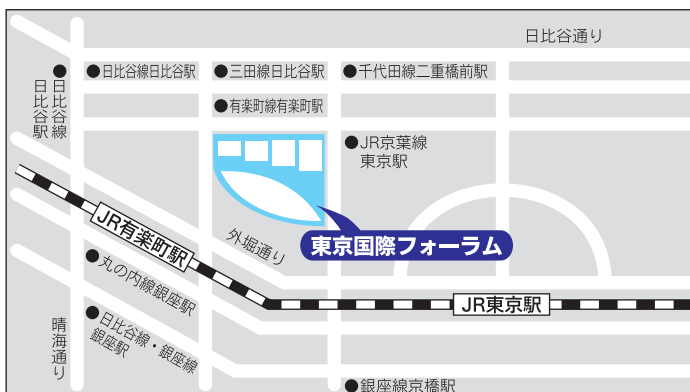 日比谷通り
●日比谷線日比谷駅
●三田線日比谷駅
●千代田線二重橋前駅
●日比谷線
日比谷駅
●有楽町線有楽町駅
●JR京葉線
東京駅
東京国際フォーラム
外堀通り
JR有楽町駅
●丸の内線銀座駅
JR東京駅
●日比谷線・銀座線
銀座駅
晴海通り
●銀座線京橋駅